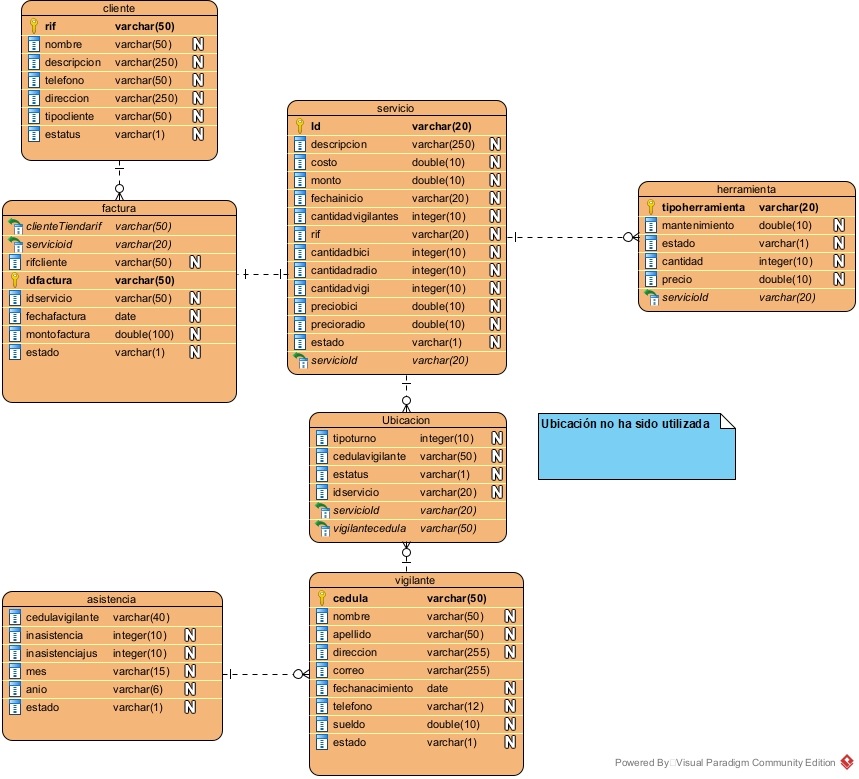 cliente
rif varchar(50)
nombre varchar(50) N
descripcion varchar(250) N
telefono varchar(50) N
direccion varchar(250) N
tipocliente varchar(50) N
estatus varchar(1) N
factura
clienteTiendarif varchar(50)
servicioid varchar(20)
rifcliente varchar(50) N
idfactura varchar(50)
idservicio varchar(50) N
fechafactura date N
montofactura double(100) N
estado varchar(1) N
servicio
Id varchar(20)
descripcion varchar(250) N
costo double(10) N
monto double(10) N
fechainicio varchar(20) N
cantidadvigilantes integer(10) N
rif varchar(20) N
cantidadbici integer(10) N
cantidadradio integer(10) N
cantidadvigi integer(10) N
preciobici double(10) N
precioradio double(10) N
estado varchar(1) N
servicioId varchar(20)
herramienta
tipoherramienta varchar(20)
mantenimiento double(10) N
estado varchar(1) N
cantidad integer(10) N
precio double(10) N
servicioId varchar(20)
Ubicacion
tipoturno integer(10) N
cedulavigilante varchar(50) N
estatus varchar(1) N
idservicio varchar(20) N
servicioId varchar(20)
vigilantecedula varchar(50)
Ubicación no ha sido utilizada
asistencia
cedulavigilante varchar(40)
inasistencia integer(10) N
inasistenciajus integer(10) N
mes varchar(15) N
anio varchar(6) N
estado varchar(1) N
vigilante
cedula varchar(50)
nombre varchar(50) N
apellido varchar(50) N
direccion varchar(255) N
correo varchar(255)
fechanacimiento date N
telefono varchar(12) N
sueldo double(10) N
estado varchar(1) N
Powered By Visual Paradigm Community Edition